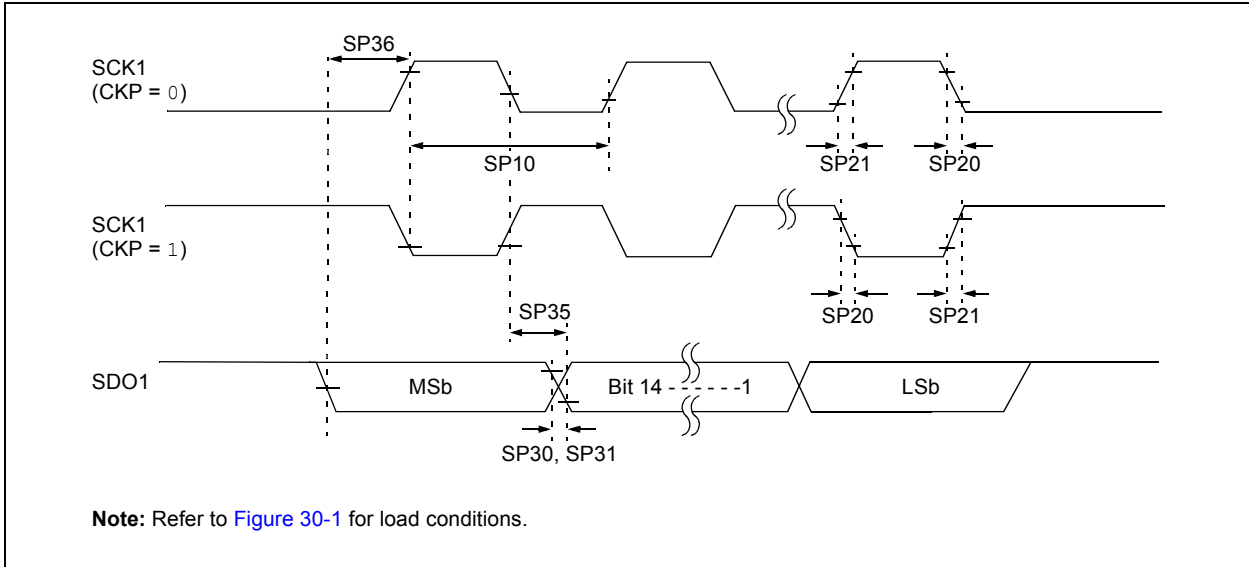 SP36
SCK1
(CKP = 0)
SP10
SP21
SP20
SCK1
(CKP = 1)
SP35
SP20
SP21
SDO1
MSb
Bit 14 - - - - - -1
LSb
SP30, SP31
Note: Refer to Figure 30-1 for load conditions.